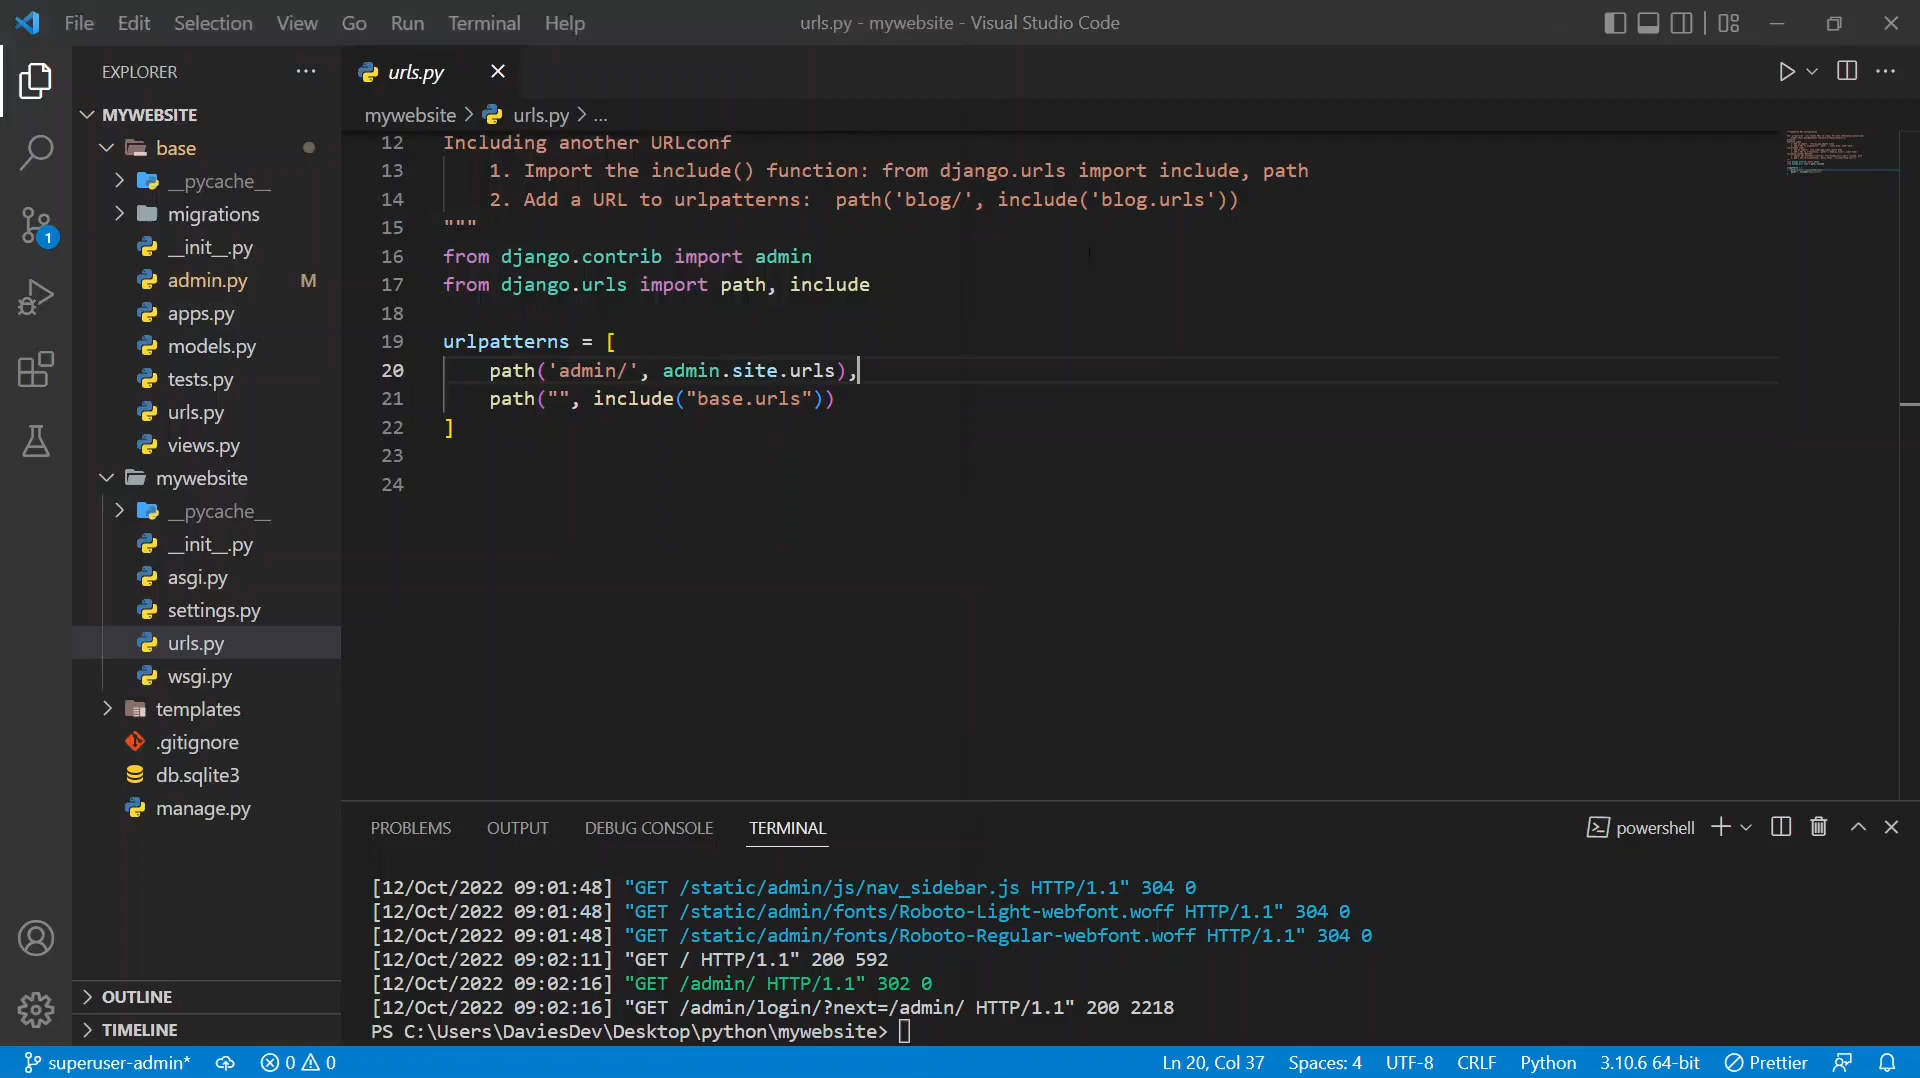 File Edit Selection View Go Run Terminal Help
urls.py - mywebsite - Visual Studio Code
EXPLORER
MYWEBSITE
base
__pycache__
migrations
__init__.py
admin.py M
apps.py
models.py
tests.py
urls.py
views.py
mywebsite
__pycache__
__init__.py
asgi.py
settings.py
urls.py
wsgi.py
templates
.gitignore
db.sqlite3
manage.py
OUTLINE
TIMELINE
1
urls.py
mywebsite > urls.py > ...
12 Including another URLconf
13     1. Import the include() function: from django.urls import include, path
14     2. Add a URL to urlpatterns:  path('blog/', include('blog.urls'))
15 """
16 from django.contrib import admin
17 from django.urls import path, include
18
19 urlpatterns = [
20     path('admin/', admin.site.urls),
21     path("", include("base.urls"))
22 ]
23
24
PROBLEMS OUTPUT DEBUG CONSOLE TERMINAL
powershell
[12/Oct/2022 09:01:48] "GET /static/admin/js/nav_sidebar.js HTTP/1.1" 304 0
[12/Oct/2022 09:01:48] "GET /static/admin/fonts/Roboto-Light-webfont.woff HTTP/1.1" 304 0
[12/Oct/2022 09:01:48] "GET /static/admin/fonts/Roboto-Regular-webfont.woff HTTP/1.1" 304 0
[12/Oct/2022 09:02:11] "GET / HTTP/1.1" 200 592
[12/Oct/2022 09:02:16] "GET /admin/ HTTP/1.1" 302 0
[12/Oct/2022 09:02:16] "GET /admin/login/?next=/admin/ HTTP/1.1" 200 2218
PS C:\Users\DaviesDev\Desktop\python\mywebsite>
superuser-admin* 0 0 Ln 20, Col 37 Spaces: 4 UTF-8 CRLF Python 3.10.6 64-bit Prettier